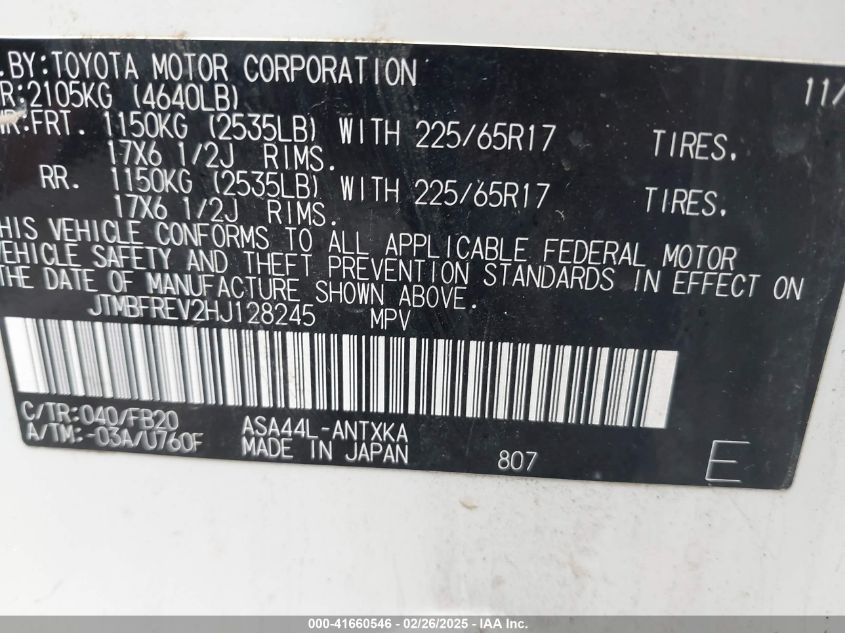 .BY:TOYOTA MOTOR CORPORATION 11/
R:2105KG (4640LB)
WR:FRT. 1150KG (2535LB) WITH 225/65R17 TIRES,
17X6 1/2J RIMS.
RR. 1150KG (2535LB) WITH 225/65R17 TIRES,
17X6 1/2J RIMS.
HIS VEHICLE CONFORMS TO ALL APPLICABLE FEDERAL MOTOR
VEHICLE SAFETY AND THEFT PREVENTION STANDARDS IN EFFECT ON
THE DATE OF MANUFACTURE SHOWN ABOVE.
JTMBFREV2HJ128245 MPV
C/TR:040/FB20 ASA44L-ANTXKA
A/TM:-03A/U760F MADE IN JAPAN 807 E
000-41660546 - 02/26/2025 - IAA, Inc.